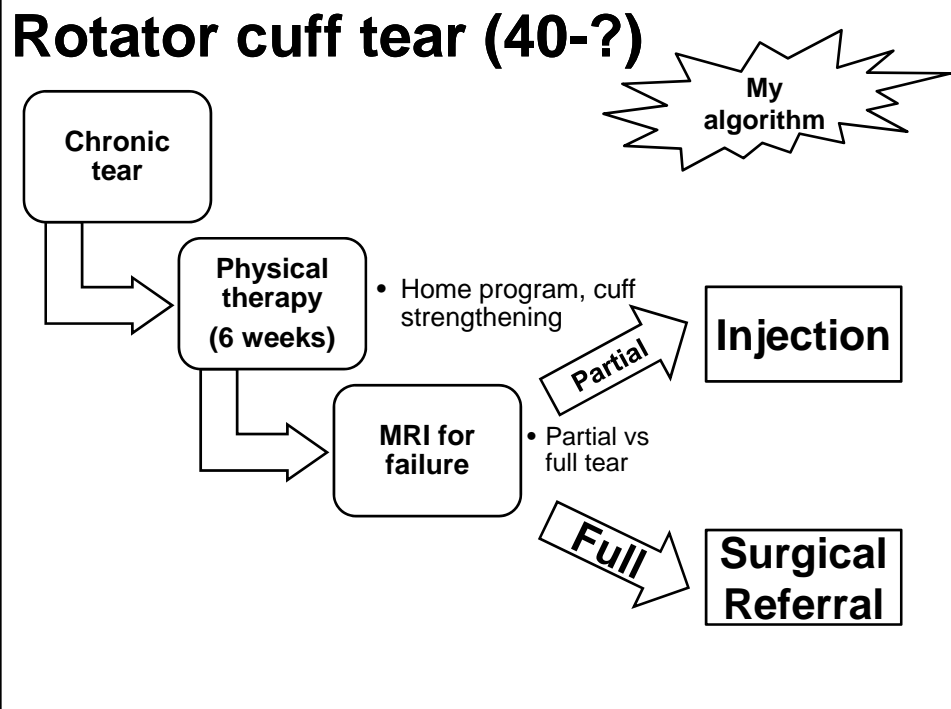 Rotator cuff tear (40-?)
My
algorithm
Chronic
tear
Physical
therapy
(6 weeks)
• Home program, cuff
strengthening
Partial
Injection
MRI for
failure
• Partial vs
full tear
Full
Surgical
Referral